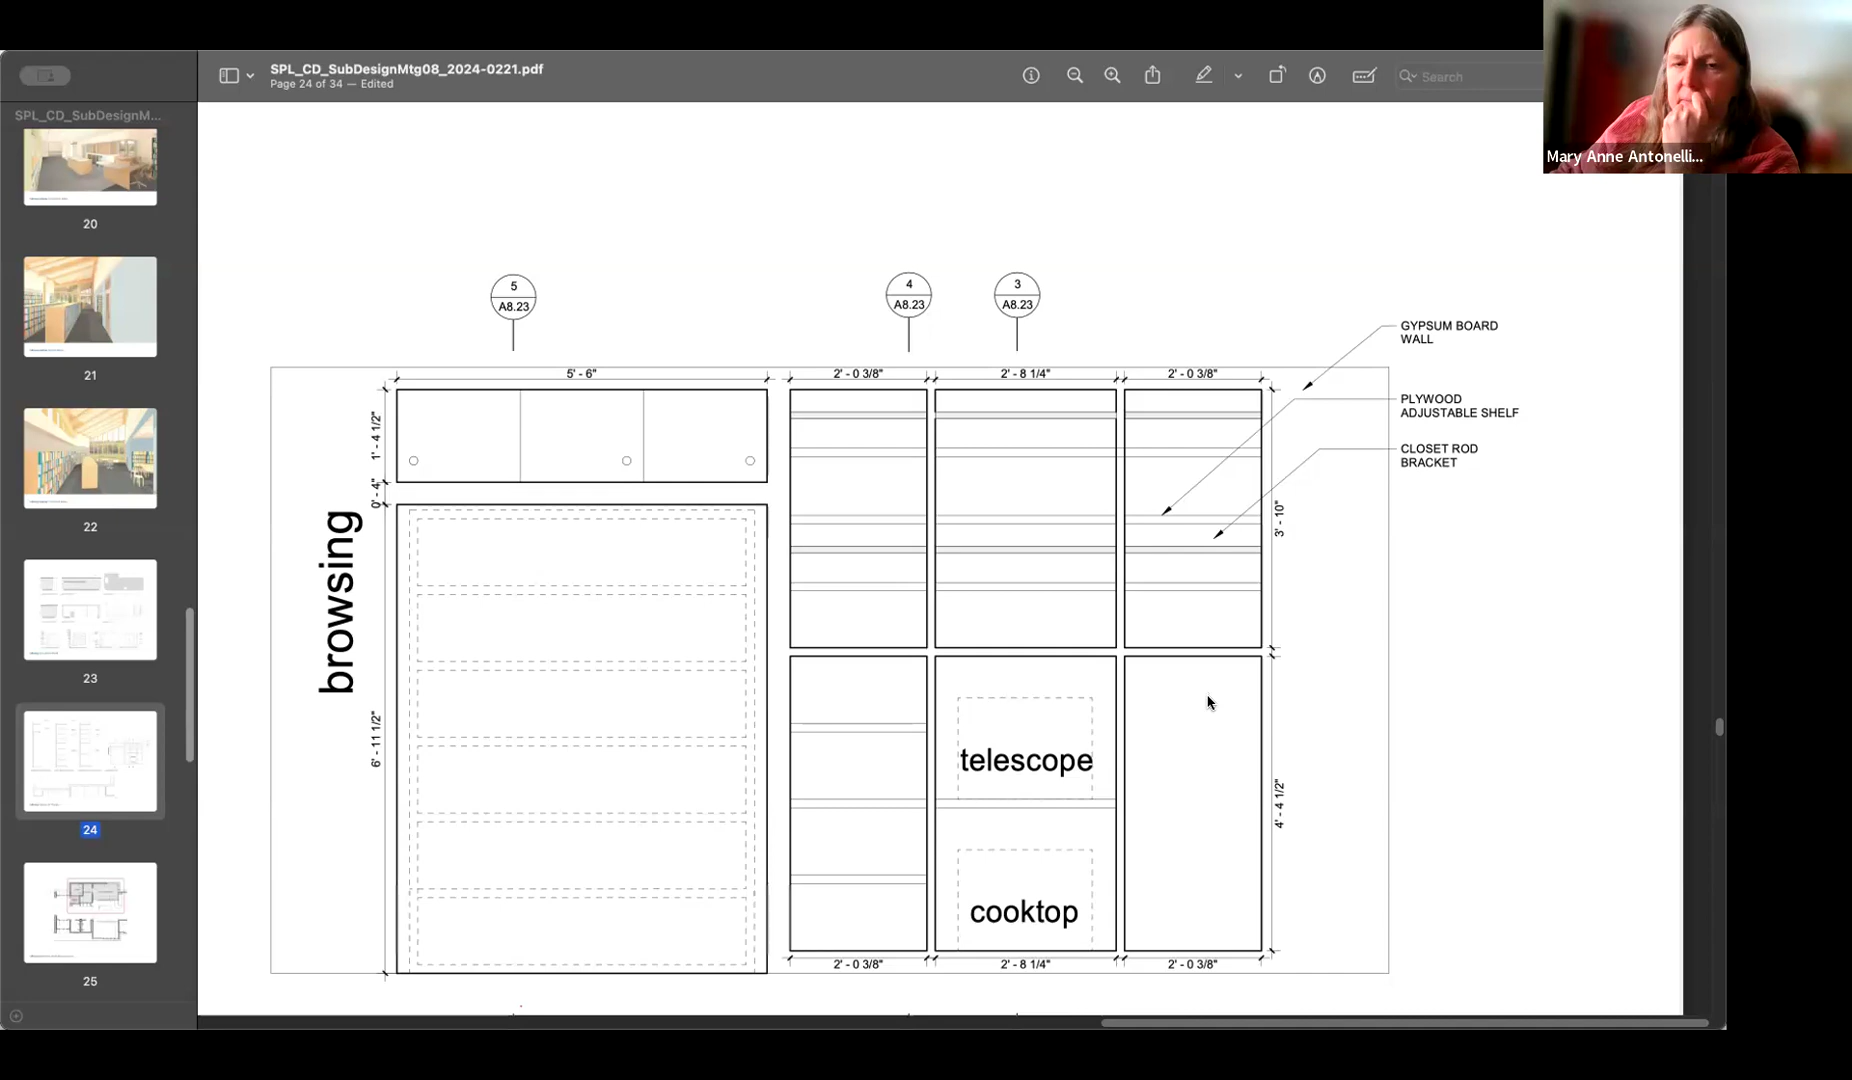 SPL_CD_SubDesignMtg08_2024-0221.pdf
Page 24 of 34 — Edited
Search
Mary Anne Antonelli...
SPL_CD_SubDesignM...
20
21
22
23
24
25
5
A8.23
4
A8.23
3
A8.23
GYPSUM BOARD
WALL
PLYWOOD
ADJUSTABLE SHELF
CLOSET ROD
BRACKET
5' - 6"
2' - 0 3/8"
2' - 8 1/4"
2' - 0 3/8"
1' - 4 1/2"
0' - 4"
6' - 11 1/2"
browsing
3' - 10"
4' - 4 1/2"
telescope
cooktop
2' - 0 3/8"
2' - 8 1/4"
2' - 0 3/8"